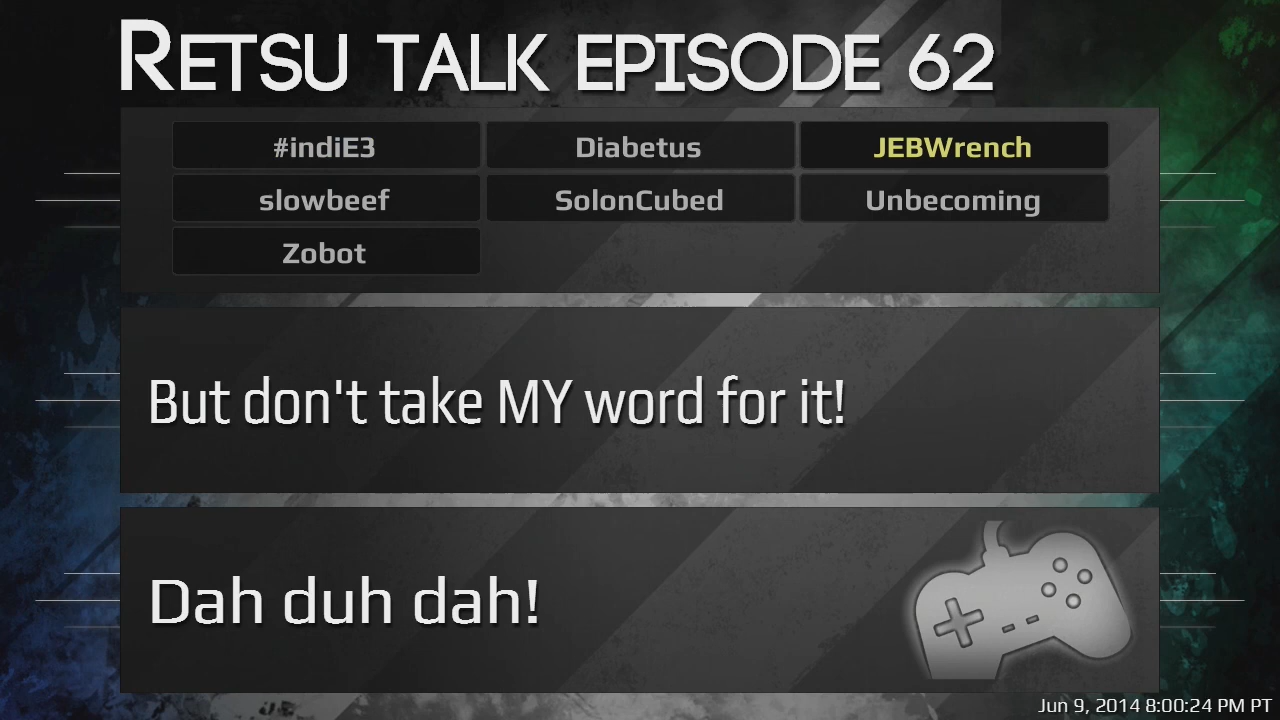 RETSU TALK EPISODE 62
#indiE3 Diabetus JEBWrench
slowbeef SolonCubed Unbecoming
Zobot
But don't take MY word for it!
Dah duh dah!
Jun 9, 2014 8:00:24 PM PT